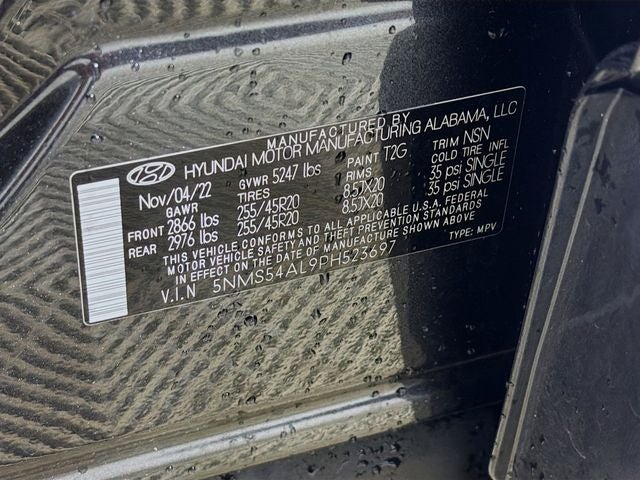 MANUFACTURED BY
HYUNDAI MOTOR MANUFACTURING ALABAMA, LLC
Nov/04/22 GVWR 5247 lbs PAINT T2G TRIM NSN
GAWR TIRES RIMS COLD TIRE INFL
FRONT 2866 lbs 255/45R20 8.5JX20 35 psi SINGLE
REAR 2976 lbs 255/45R20 8.5JX20 35 psi SINGLE
THIS VEHICLE CONFORMS TO ALL APPLICABLE U.S.A. FEDERAL
MOTOR VEHICLE SAFETY AND THEFT PREVENTION STANDARDS
IN EFFECT ON THE DATE OF MANUFACTURE SHOWN ABOVE
V.I.N 5NMS54AL9PH523697 TYPE: MPV